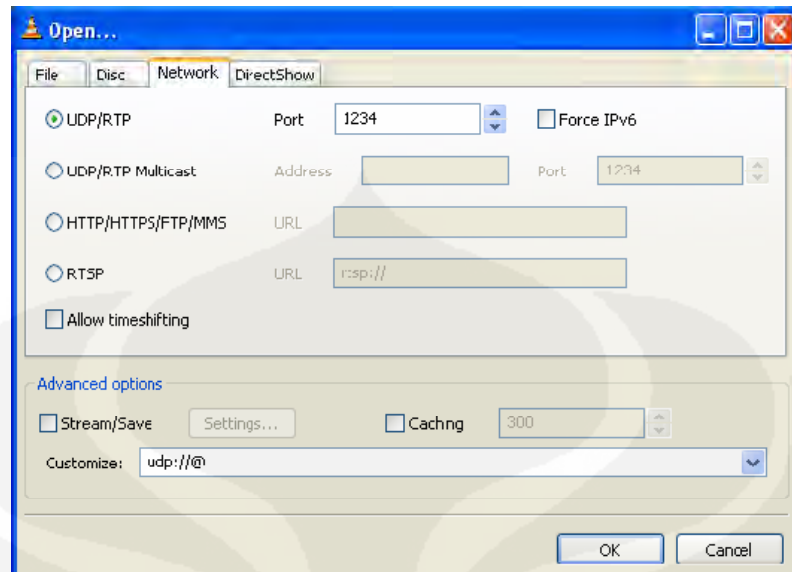 Open...
File Disc Network DirectShow
UDP/RTP Port 1234 Force IPv6
UDP/RTP Multicast Address Port 1234
HTTP/HTTPS/FTP/MMS URL
RTSP URL rtsp://
Allow timeshifting
Advanced options
Stream/Save Settings... Caching 300
Customize: udp://@
OK Cancel